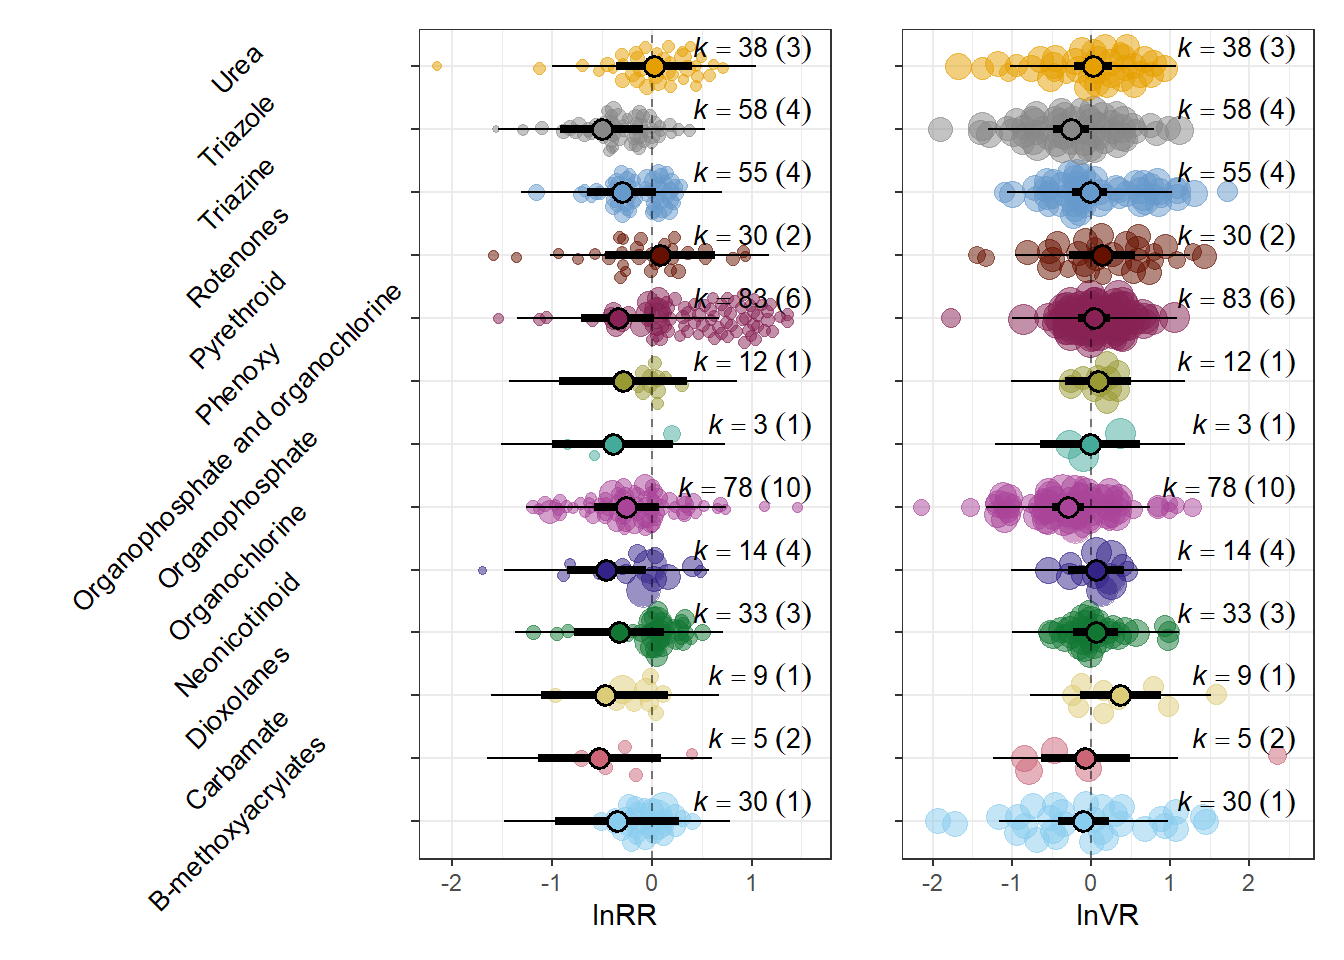 Urea
k = 38 (3)
k = 38 (3)
Triazole
k = 58 (4)
k = 58 (4)
Triazine
k = 55 (4)
k = 55 (4)
Rotenones
k = 30 (2)
k = 30 (2)
Pyrethroid
k = 83 (6)
k = 83 (6)
Phenoxy
k = 12 (1)
k = 12 (1)
Organophosphate and organochlorine
k = 3 (1)
k = 3 (1)
Organophosphate
k = 78 (10)
k = 78 (10)
Organochlorine
k = 14 (4)
k = 14 (4)
Neonicotinoid
k = 33 (3)
k = 33 (3)
Dioxolanes
k = 9 (1)
k = 9 (1)
Carbamate
k = 5 (2)
k = 5 (2)
B-methoxyacrylates
k = 30 (1)
k = 30 (1)
-2 -1 0 1
-2 -1 0 1 2
lnRR
lnVR